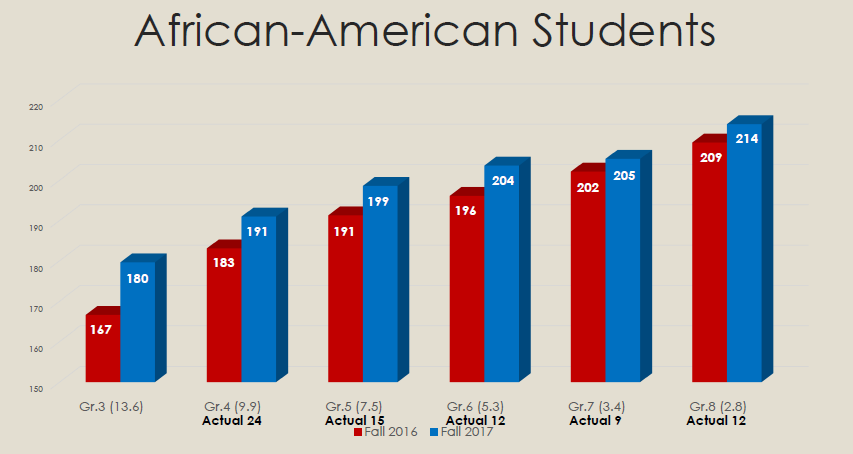 African-American Students
220
210
200
190
180
170
160
150
167
180
183
191
191
199
196
204
202
205
209
214
Gr.3 (13.6)
Gr.4 (9.9)
Actual 24
Gr.5 (7.5)
Actual 15
Gr.6 (5.3)
Actual 12
Gr.7 (3.4)
Actual 9
Gr.8 (2.8)
Actual 12
Fall 2016 Fall 2017